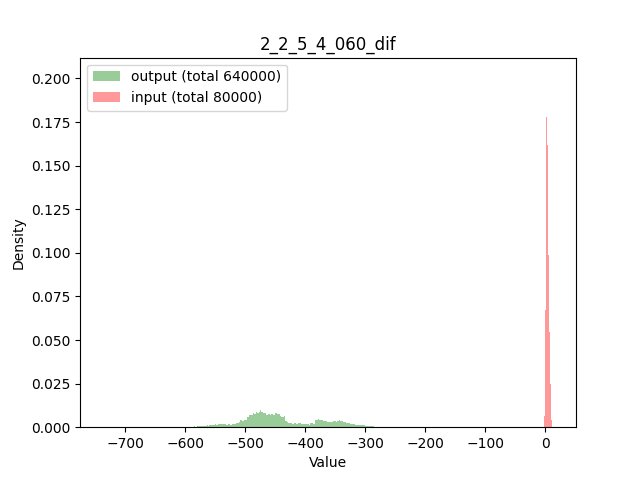 2_2_5_4_060_dif
output (total 640000)
input (total 80000)
0.200
0.175
0.150
0.125
0.100
0.075
0.050
0.025
0.000
Density
−700 −600 −500 −400 −300 −200 −100 0
Value